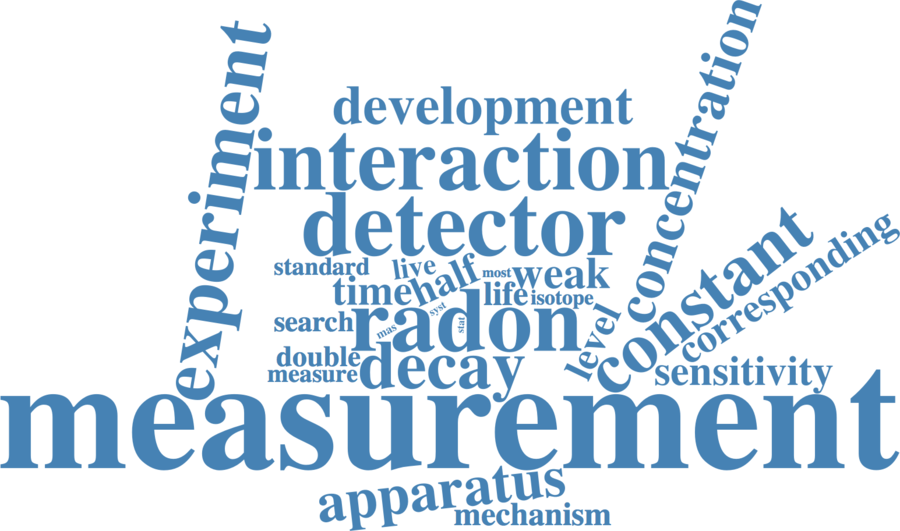 experiment
concentration
development
interaction
detector
constant
corresponding
standard
live
half
most
weak
time
life
isotope
radon
syst
mas
stat
search
level
double
decay
measure
sensitivity
measurement
apparatus
mechanism